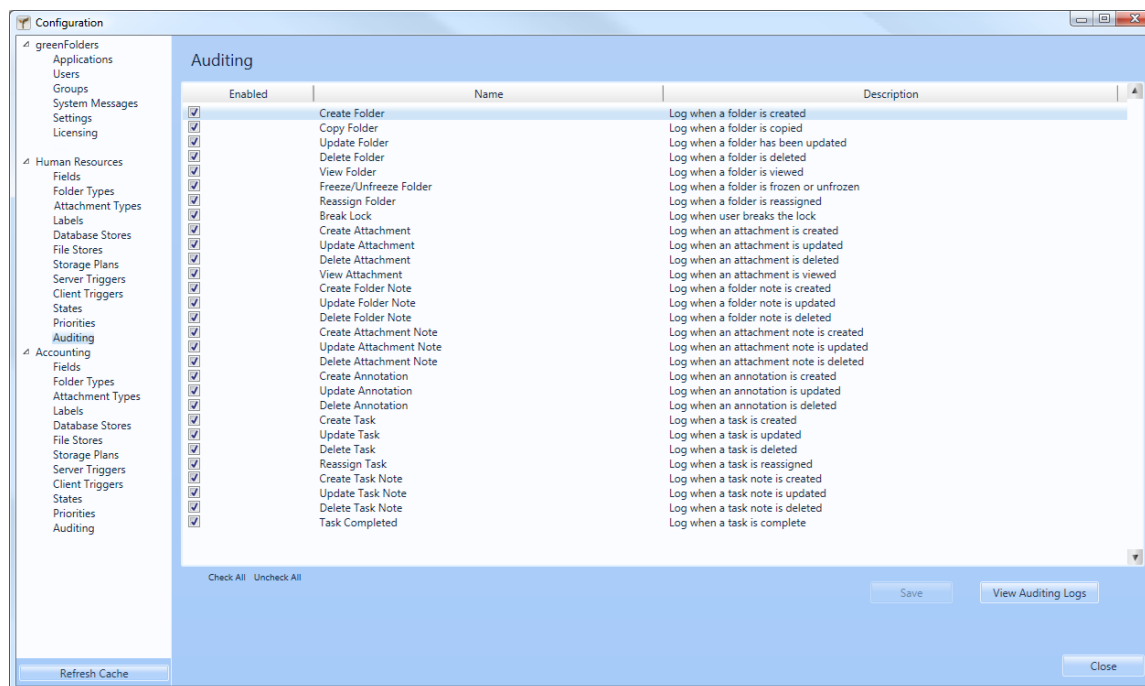 Configuration
greenFolders
Applications
Users
Groups
System Messages
Settings
Licensing
Human Resources
Fields
Folder Types
Attachment Types
Labels
Database Stores
File Stores
Storage Plans
Server Triggers
Client Triggers
States
Priorities
Auditing
Accounting
Fields
Folder Types
Attachment Types
Labels
Database Stores
File Stores
Storage Plans
Server Triggers
Client Triggers
States
Priorities
Auditing
Refresh Cache
Auditing
Enabled Name Description
Create Folder Log when a folder is created
Copy Folder Log when a folder is copied
Update Folder Log when a folder has been updated
Delete Folder Log when a folder is deleted
View Folder Log when a folder is viewed
Freeze/Unfreeze Folder Log when a folder is frozen or unfrozen
Reassign Folder Log when a folder is reassigned
Break Lock Log when user breaks the lock
Create Attachment Log when an attachment is created
Update Attachment Log when an attachment is updated
Delete Attachment Log when an attachment is deleted
View Attachment Log when an attachment is viewed
Create Folder Note Log when a folder note is created
Update Folder Note Log when a folder note is updated
Delete Folder Note Log when a folder note is deleted
Create Attachment Note Log when an attachment note is created
Update Attachment Note Log when an attachment note is updated
Delete Attachment Note Log when an attachment note is deleted
Create Annotation Log when an annotation is created
Update Annotation Log when an annotation is updated
Delete Annotation Log when an annotation is deleted
Create Task Log when a task is created
Update Task Log when a task is updated
Delete Task Log when a task is deleted
Reassign Task Log when a task is reassigned
Create Task Note Log when a task note is created
Update Task Note Log when a task note is updated
Delete Task Note Log when a task note is deleted
Task Completed Log when a task is complete
Check All Uncheck All
Save View Auditing Logs
Close